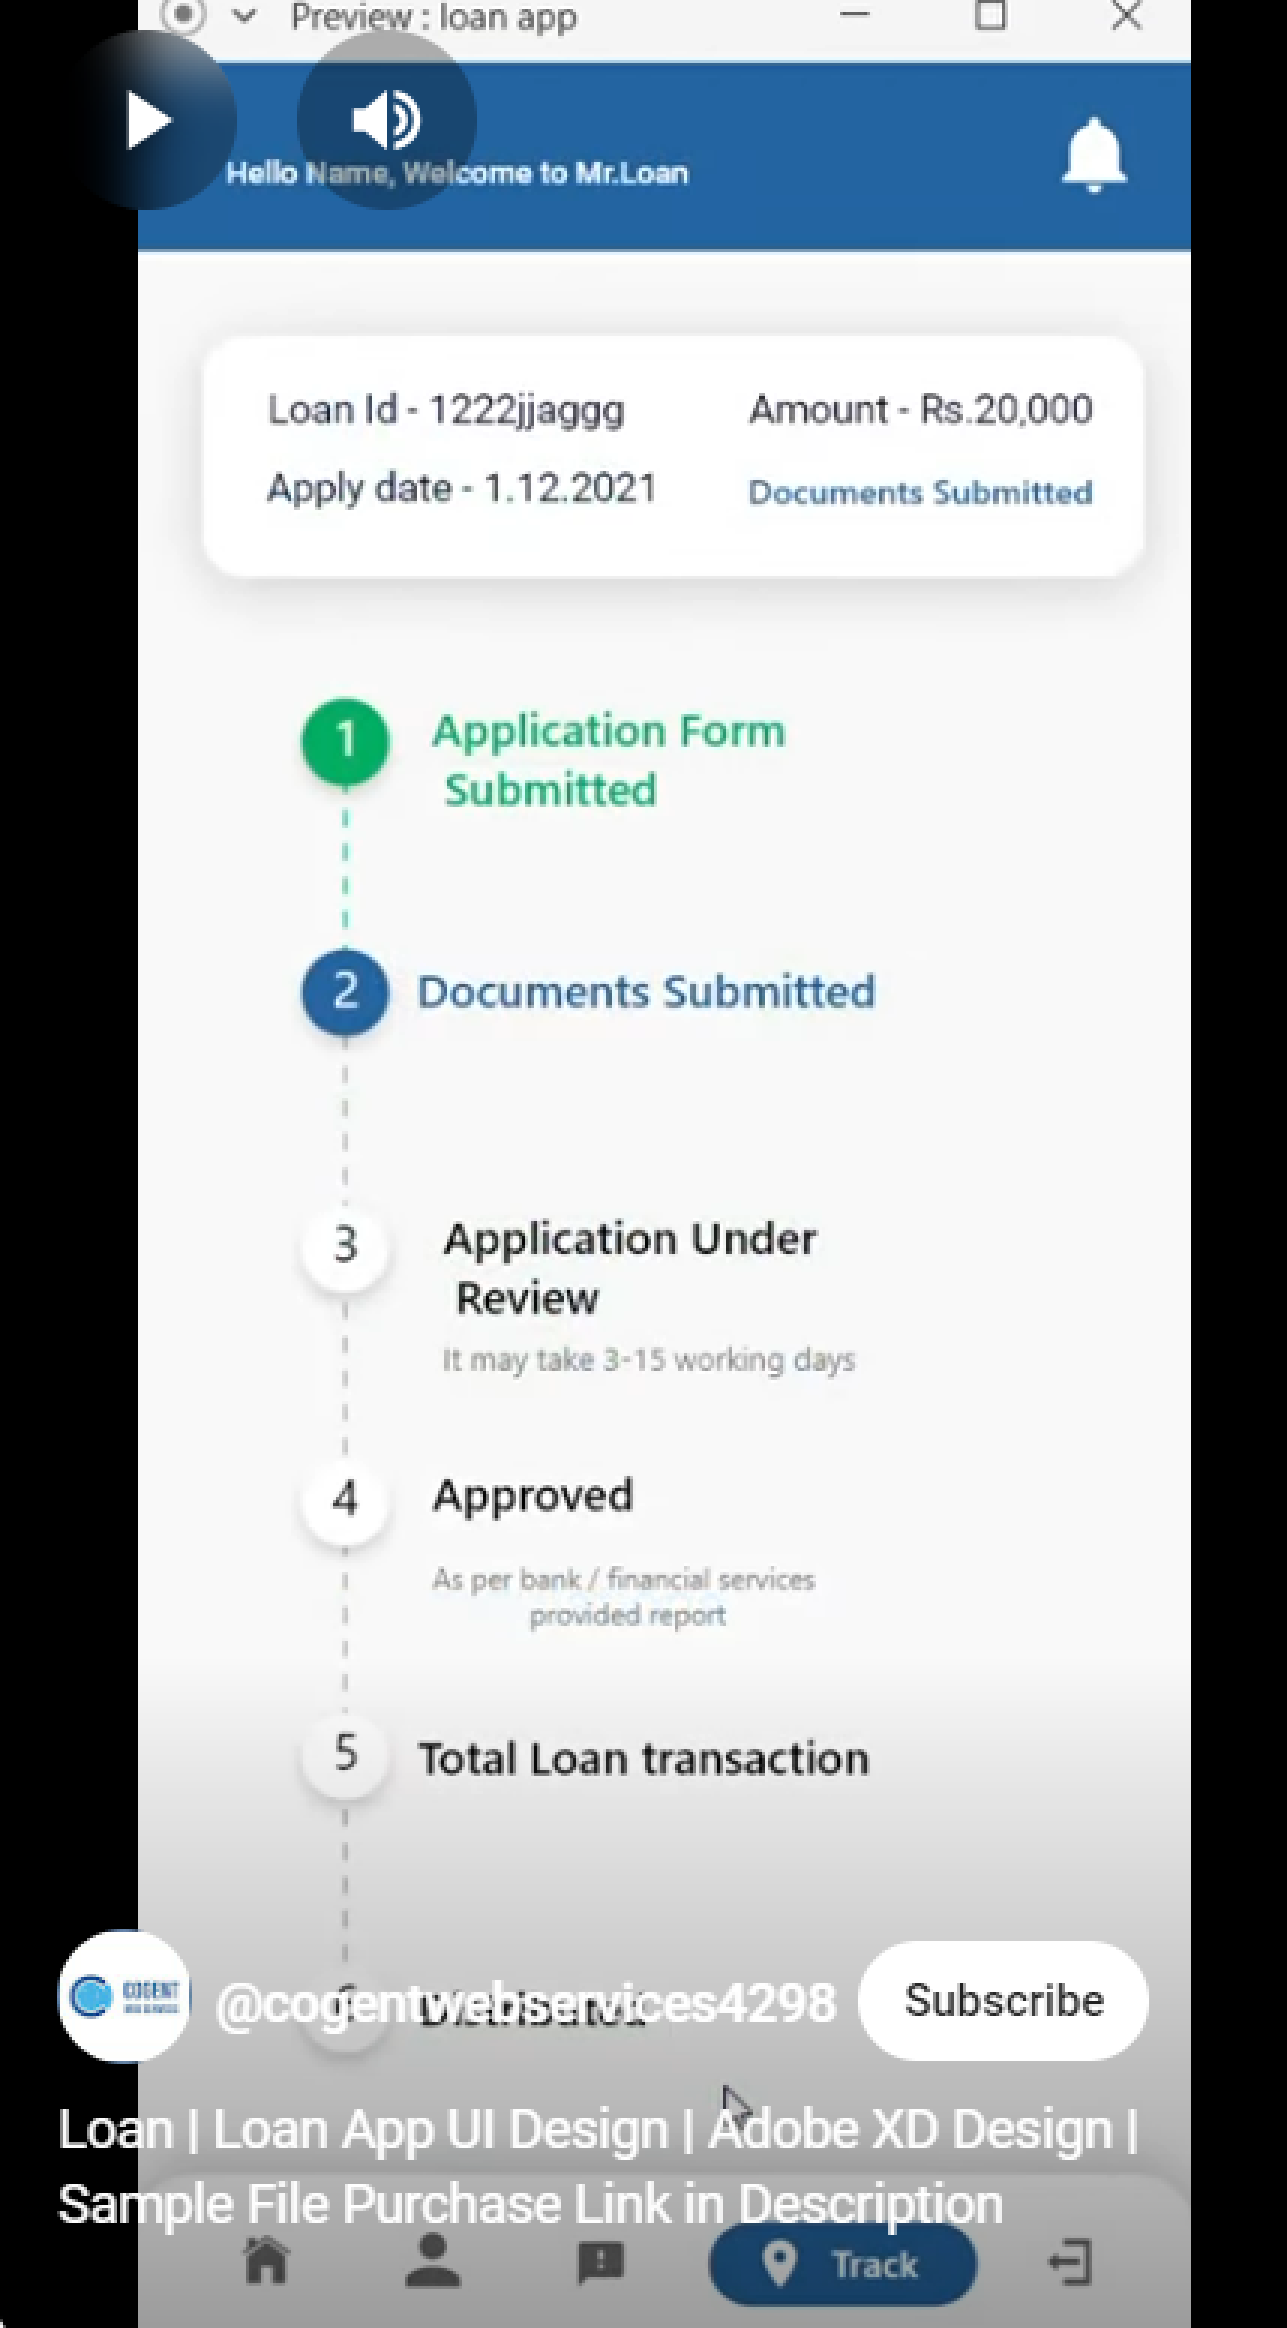 Preview : loan app
Hello Name, Welcome to Mr.Loan
Loan Id - 1222jjaggg
Amount - Rs.20,000
Apply date - 1.12.2021
Documents Submitted
1
Application Form
Submitted
2
Documents Submitted
3
Application Under
Review
It may take 3-15 working days
4
Approved
As per bank / financial services
provided report
5
Total Loan transaction
COGENT
@cogentwebservices4298
Subscribe
Loan | Loan App UI Design | Adobe XD Design |
Sample File Purchase Link in Description
Track